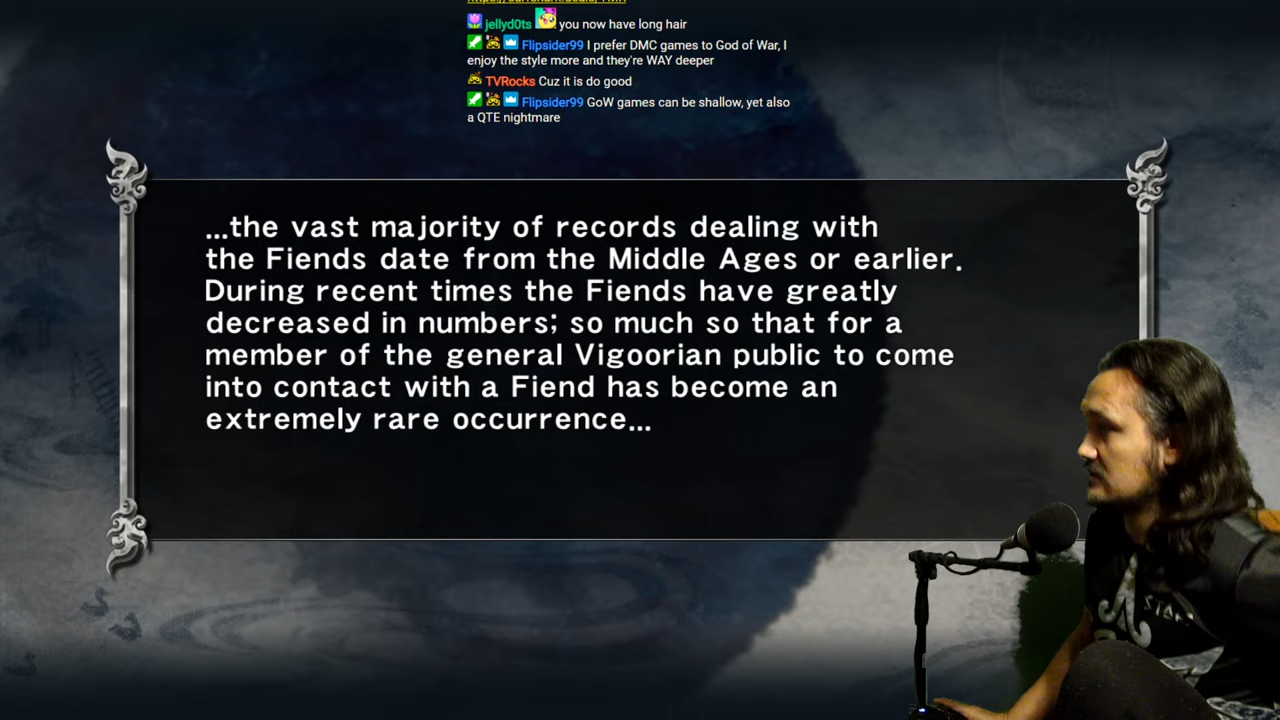 jellyd0ts you now have long hair
Flipsider99 I prefer DMC games to God of War, I
enjoy the style more and they're WAY deeper
TVRocks Cuz it is do good
Flipsider99 GoW games can be shallow, yet also
a QTE nightmare
...the vast majority of records dealing with
the Fiends date from the Middle Ages or earlier.
During recent times the Fiends have greatly
decreased in numbers; so much so that for a
member of the general Vigoorian public to come
into contact with a Fiend has become an
extremely rare occurrence...